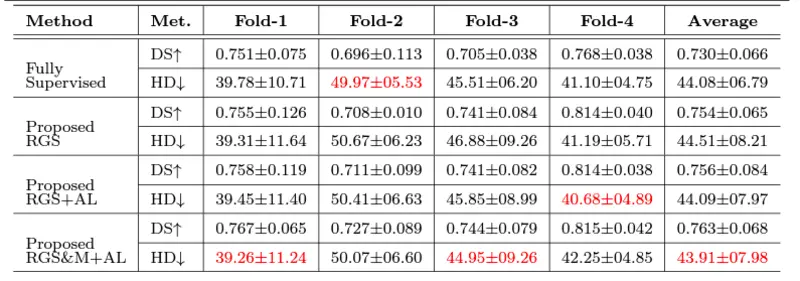 Method Met. Fold-1 Fold-2 Fold-3 Fold-4 Average
Fully Supervised DS↑ 0.751±0.075 0.696±0.113 0.705±0.038 0.768±0.038 0.730±0.066
HD↓ 39.78±10.71 49.97±05.53 45.51±06.20 41.10±04.75 44.08±06.79
Proposed RGS DS↑ 0.755±0.126 0.708±0.010 0.741±0.084 0.814±0.040 0.754±0.065
HD↓ 39.31±11.64 50.67±06.23 46.88±09.26 41.19±05.71 44.51±08.21
Proposed RGS+AL DS↑ 0.758±0.119 0.711±0.099 0.741±0.082 0.814±0.038 0.756±0.084
HD↓ 39.45±11.40 50.41±06.63 45.85±08.99 40.68±04.89 44.09±07.97
Proposed RGS&M+AL DS↑ 0.767±0.065 0.727±0.089 0.744±0.079 0.815±0.042 0.763±0.068
HD↓ 39.26±11.24 50.07±06.60 44.95±09.26 42.25±04.85 43.91±07.98